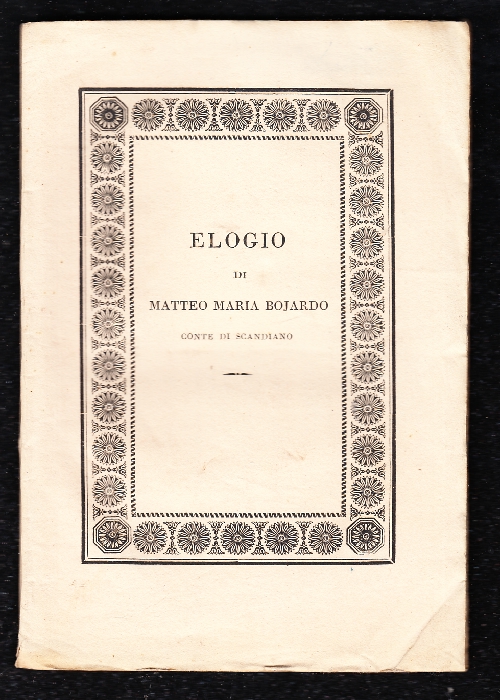 ELOGIO
DI
MATTEO MARIA BOJARDO
CONTE DI SCANDIANO